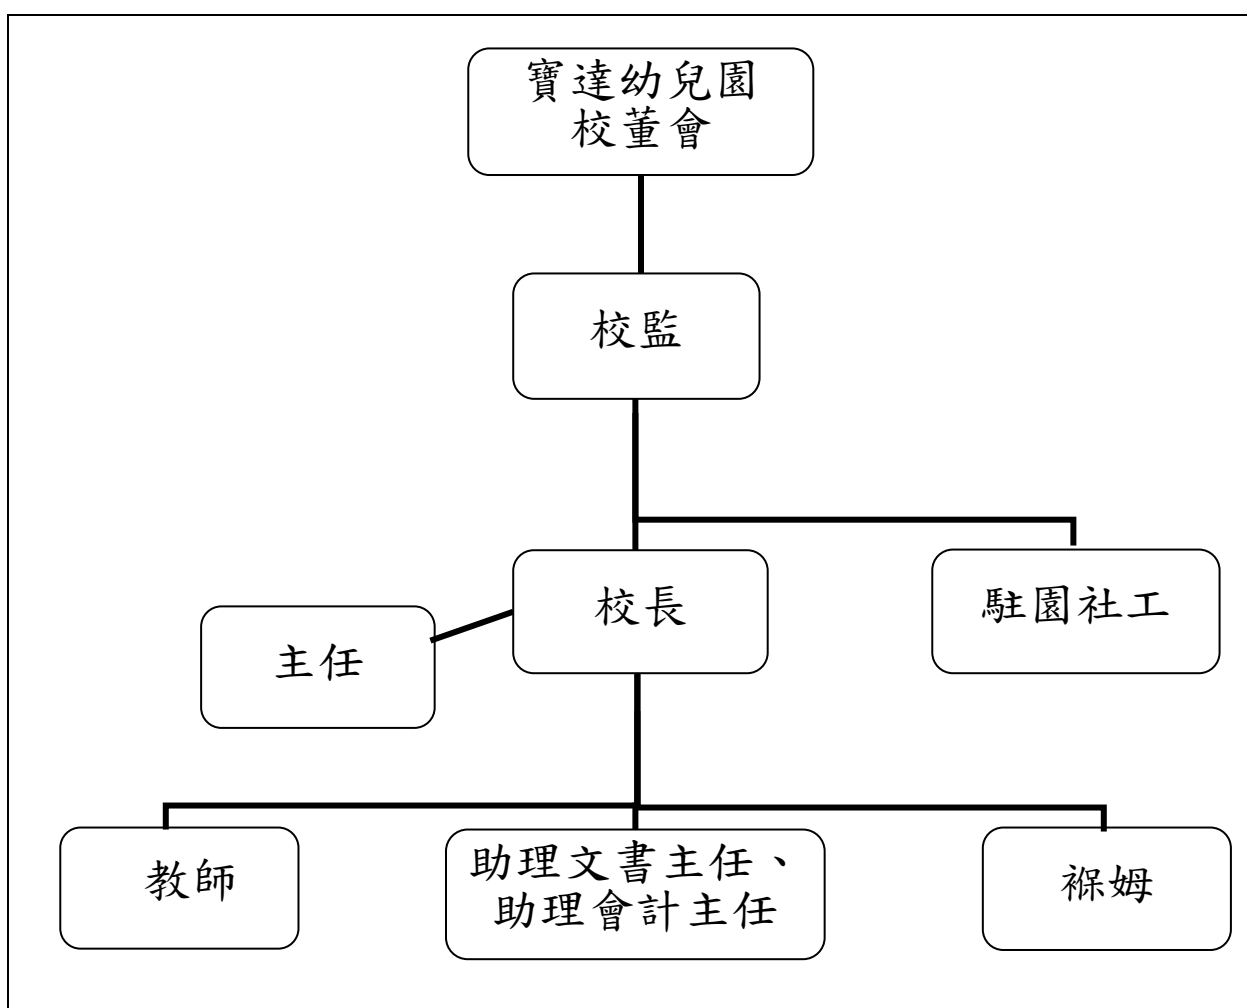 寶達幼兒園
校董會
校監
校長
駐園社工
主任
教師
助理文書主任、
助理會計主任
褓姆